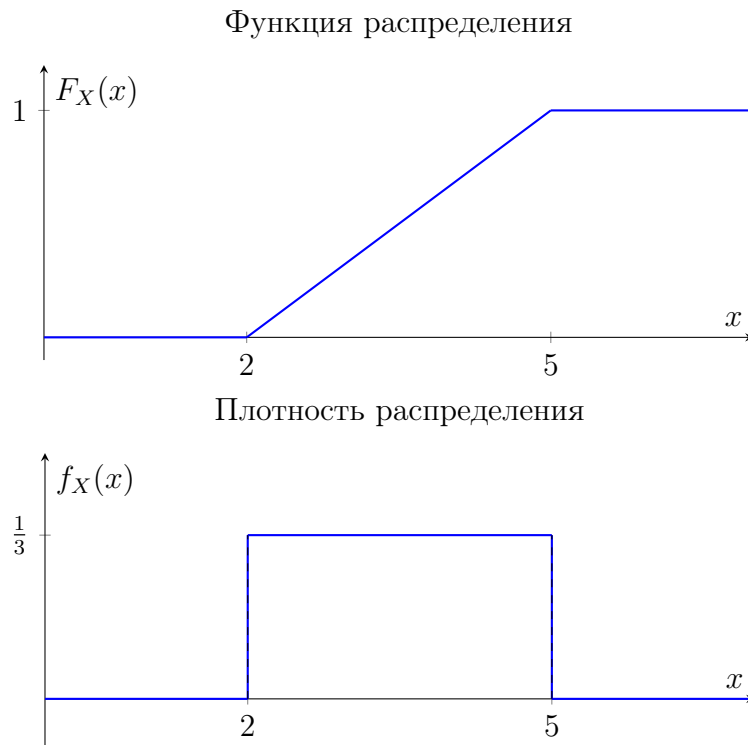 Функция распределения
F_X(x)
1
x
2 5
Плотность распределения
f_X(x)
1/3
x
2 5